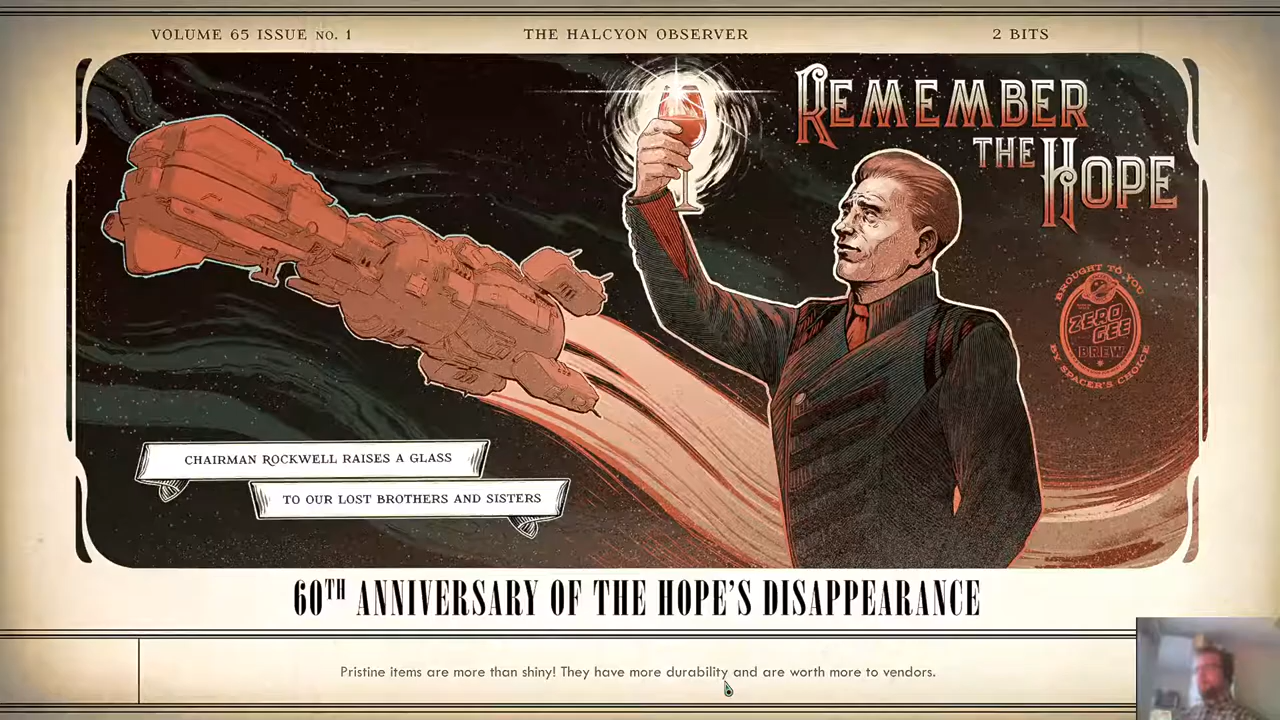 VOLUME 65 ISSUE NO. 1
THE HALCYON OBSERVER
2 BITS
REMEMBER
THE HOPE
BROUGHT TO YOU
ZERO
GEE
BREW
BY SPACER'S CHOICE
CHAIRMAN ROCKWELL RAISES A GLASS
TO OUR LOST BROTHERS AND SISTERS
60TH ANNIVERSARY OF THE HOPE'S DISAPPEARANCE
Pristine items are more than shiny! They have more durability and are worth more to vendors.